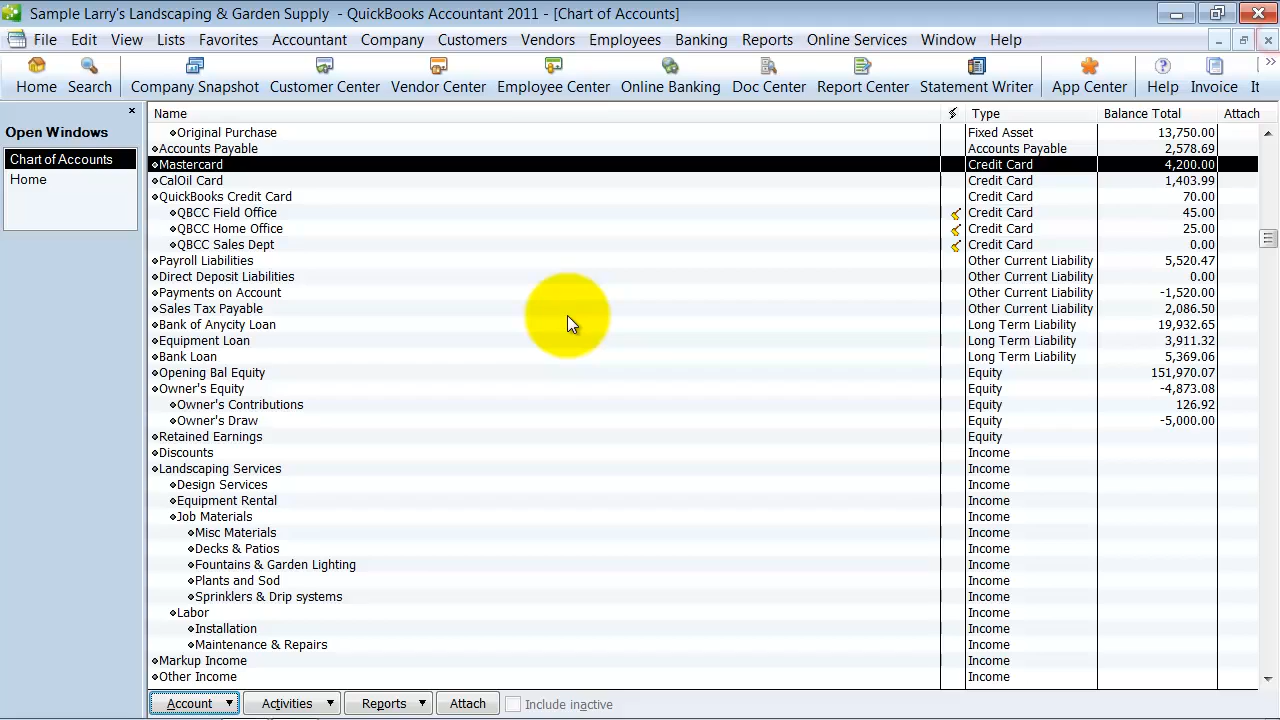 Sample Larry's Landscaping & Garden Supply - QuickBooks Accountant 2011 - [Chart of Accounts]
File Edit View Lists Favorites Accountant Company Customers Vendors Employees Banking Reports Online Services Window Help
Home Search Company Snapshot Customer Center Vendor Center Employee Center Online Banking Doc Center Report Center Statement Writer App Center Help Invoice It
Open Windows
Chart of Accounts
Home
Name Type Balance Total Attach
Original Purchase Fixed Asset 13,750.00
Accounts Payable Accounts Payable 2,578.69
Mastercard Credit Card 4,200.00
CalOil Card Credit Card 1,403.99
QuickBooks Credit Card Credit Card 70.00
QBCC Field Office Credit Card 45.00
QBCC Home Office Credit Card 25.00
QBCC Sales Dept Credit Card 0.00
Payroll Liabilities Other Current Liability 5,520.47
Direct Deposit Liabilities Other Current Liability 0.00
Payments on Account Other Current Liability -1,520.00
Sales Tax Payable Other Current Liability 2,086.50
Bank of Anycity Loan Long Term Liability 19,932.65
Equipment Loan Long Term Liability 3,911.32
Bank Loan Long Term Liability 5,369.06
Opening Bal Equity Equity 151,970.07
Owner's Equity Equity -4,873.08
Owner's Contributions Equity 126.92
Owner's Draw Equity -5,000.00
Retained Earnings Equity
Discounts Income
Landscaping Services Income
Design Services Income
Equipment Rental Income
Job Materials Income
Misc Materials Income
Decks & Patios Income
Fountains & Garden Lighting Income
Plants and Sod Income
Sprinklers & Drip systems Income
Labor Income
Installation Income
Maintenance & Repairs Income
Markup Income Income
Other Income Income
Account Activities Reports Attach Include inactive